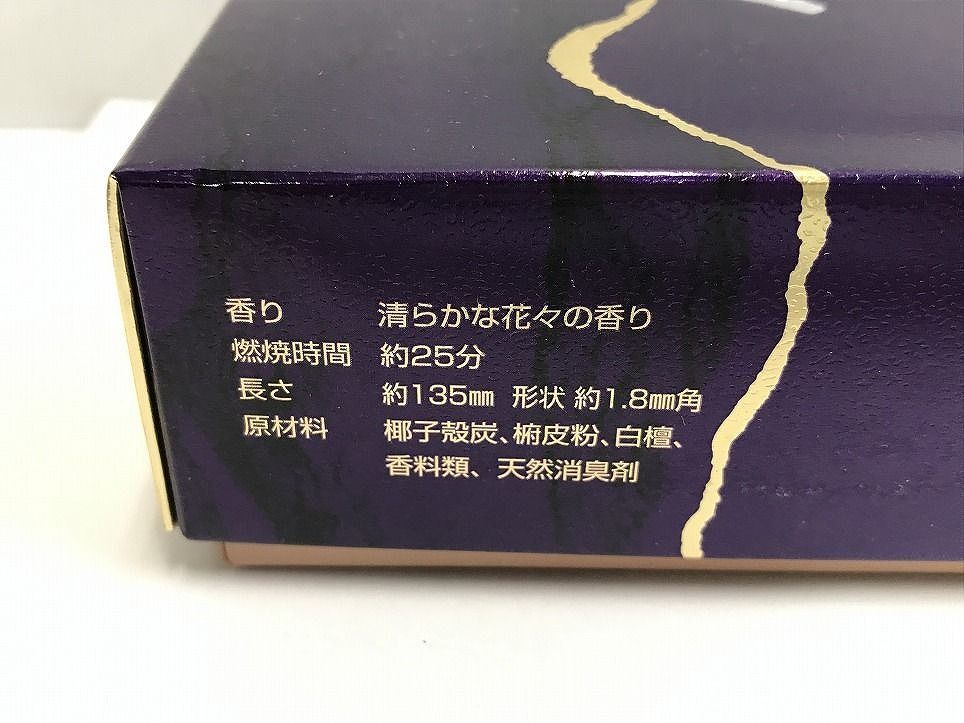 香り 清らかな花々の香り
燃焼時間 約25分
長さ 約135㎜ 形状 約1.8㎜角
原材料 椰子殻炭、椨皮粉、白檀、
香料類、天然消臭剤